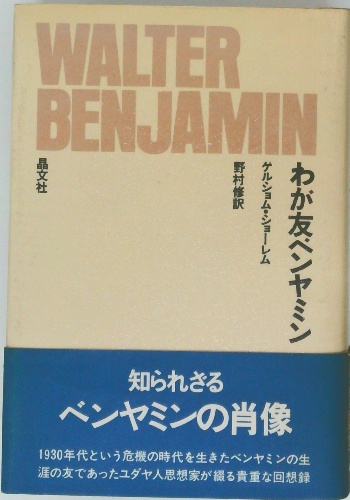 WALTER
BENJAMIN
わが友ベンヤミン
ゲルショム・ショーレム
野村修訳
晶文社
知られざる
ベンヤミンの肖像
1930年代という危機の時代を生きたベンヤミンの生
涯の友であったユダヤ人思想家が綴る貴重な回想録